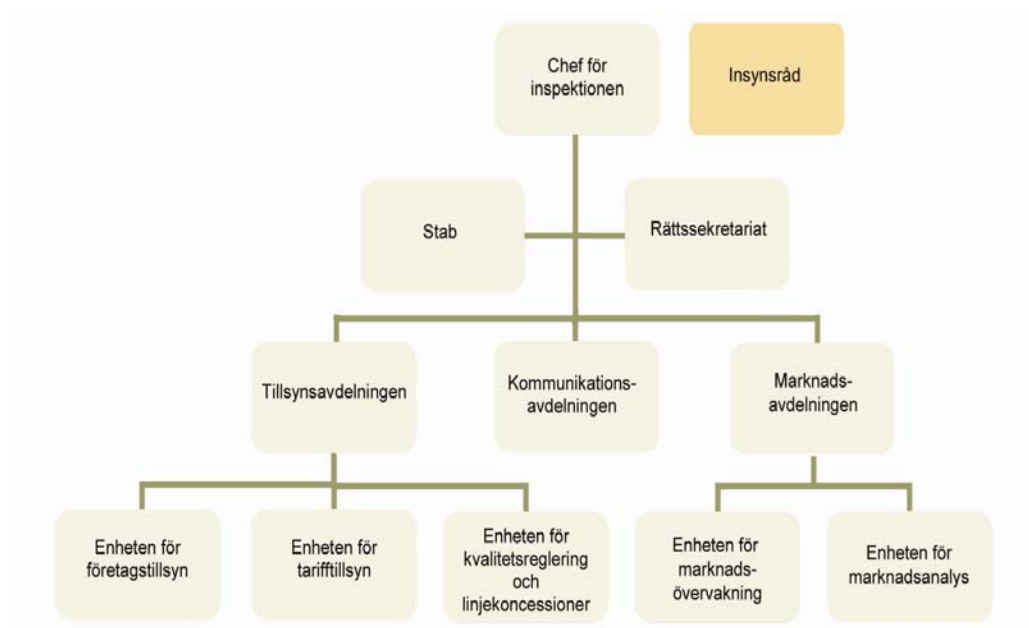 Chef för
inspektionen
Insynsråd
Stab
Rättssekretariat
Tillsynsavdelningen
Kommunikations-
avdelningen
Marknads-
avdelningen
Enheten för
företagstillsyn
Enheten för
tarifftillsyn
Enheten för
kvalitetsreglering
och
linjekoncessioner
Enheten för
marknads-
övervakning
Enheten för
marknadsanalys